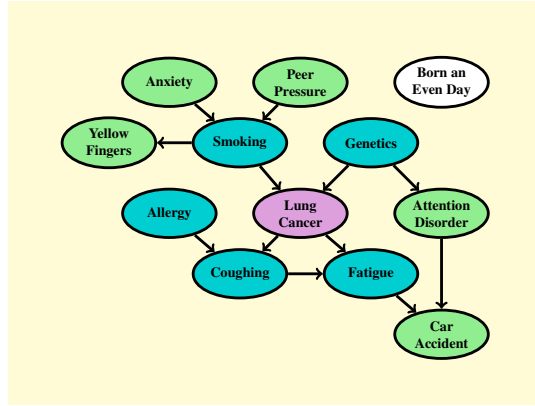 Anxiety
Peer
Pressure
Born an
Even Day
Yellow
Fingers
Smoking
Genetics
Allergy
Lung
Cancer
Attention
Disorder
Coughing
Fatigue
Car
Accident